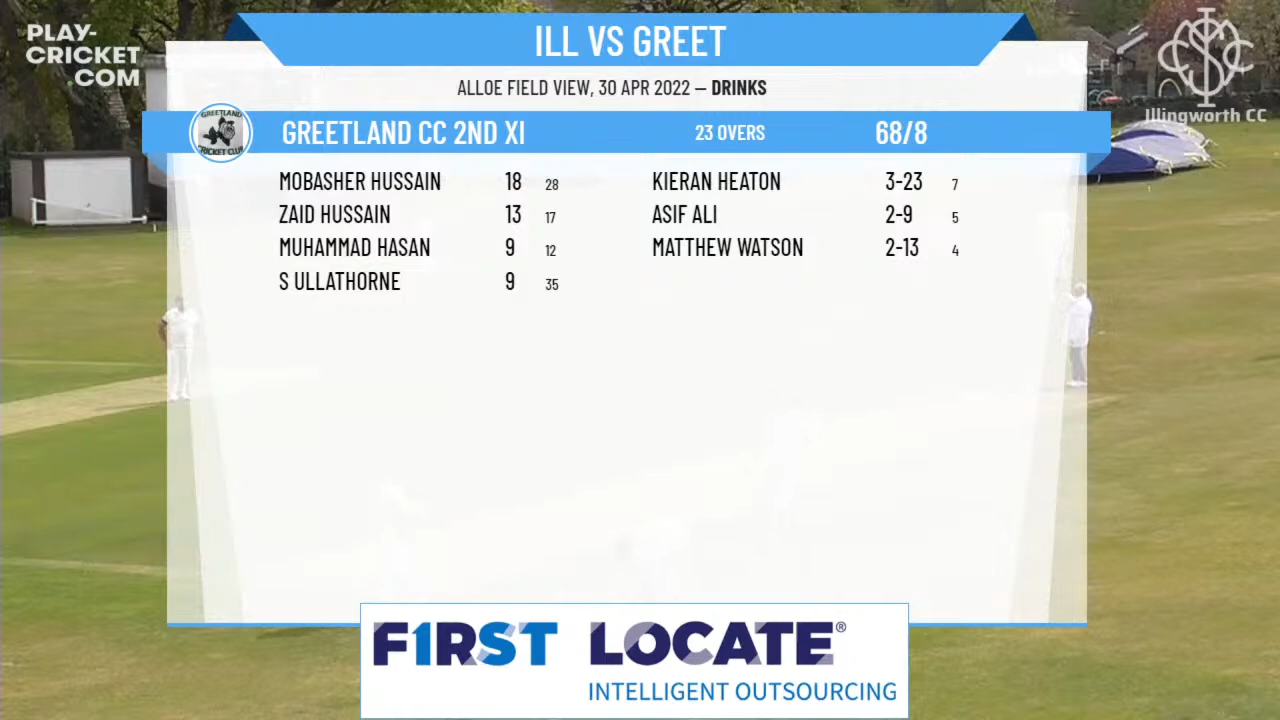 PLAY-
CRICKET
.COM
ILL VS GREET
Illingworth CC
ALLOE FIELD VIEW, 30 APR 2022 – DRINKS
GREETLAND
CRICKET CLUB
GREETLAND CC 2ND XI 23 OVERS 68/8
MOBASHER HUSSAIN 18 28 KIERAN HEATON 3-23 7
ZAID HUSSAIN 13 17 ASIF ALI 2-9 5
MUHAMMAD HASAN 9 12 MATTHEW WATSON 2-13 4
S ULLATHORNE 9 35
F1RST LOCATE®
INTELLIGENT OUTSOURCING